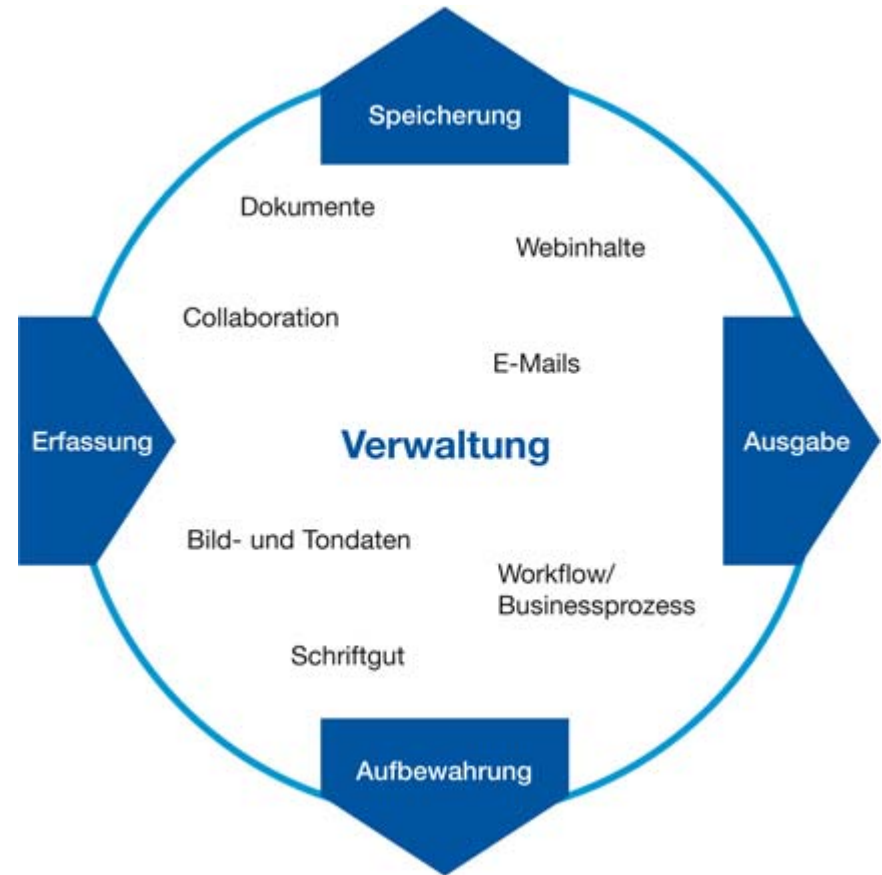 Speicherung
Dokumente
Webinhalte
Collaboration
E-Mails
Erfassung
Verwaltung
Ausgabe
Bild- und Tondaten
Workflow/
Businessprozess
Schriftgut
Aufbewahrung